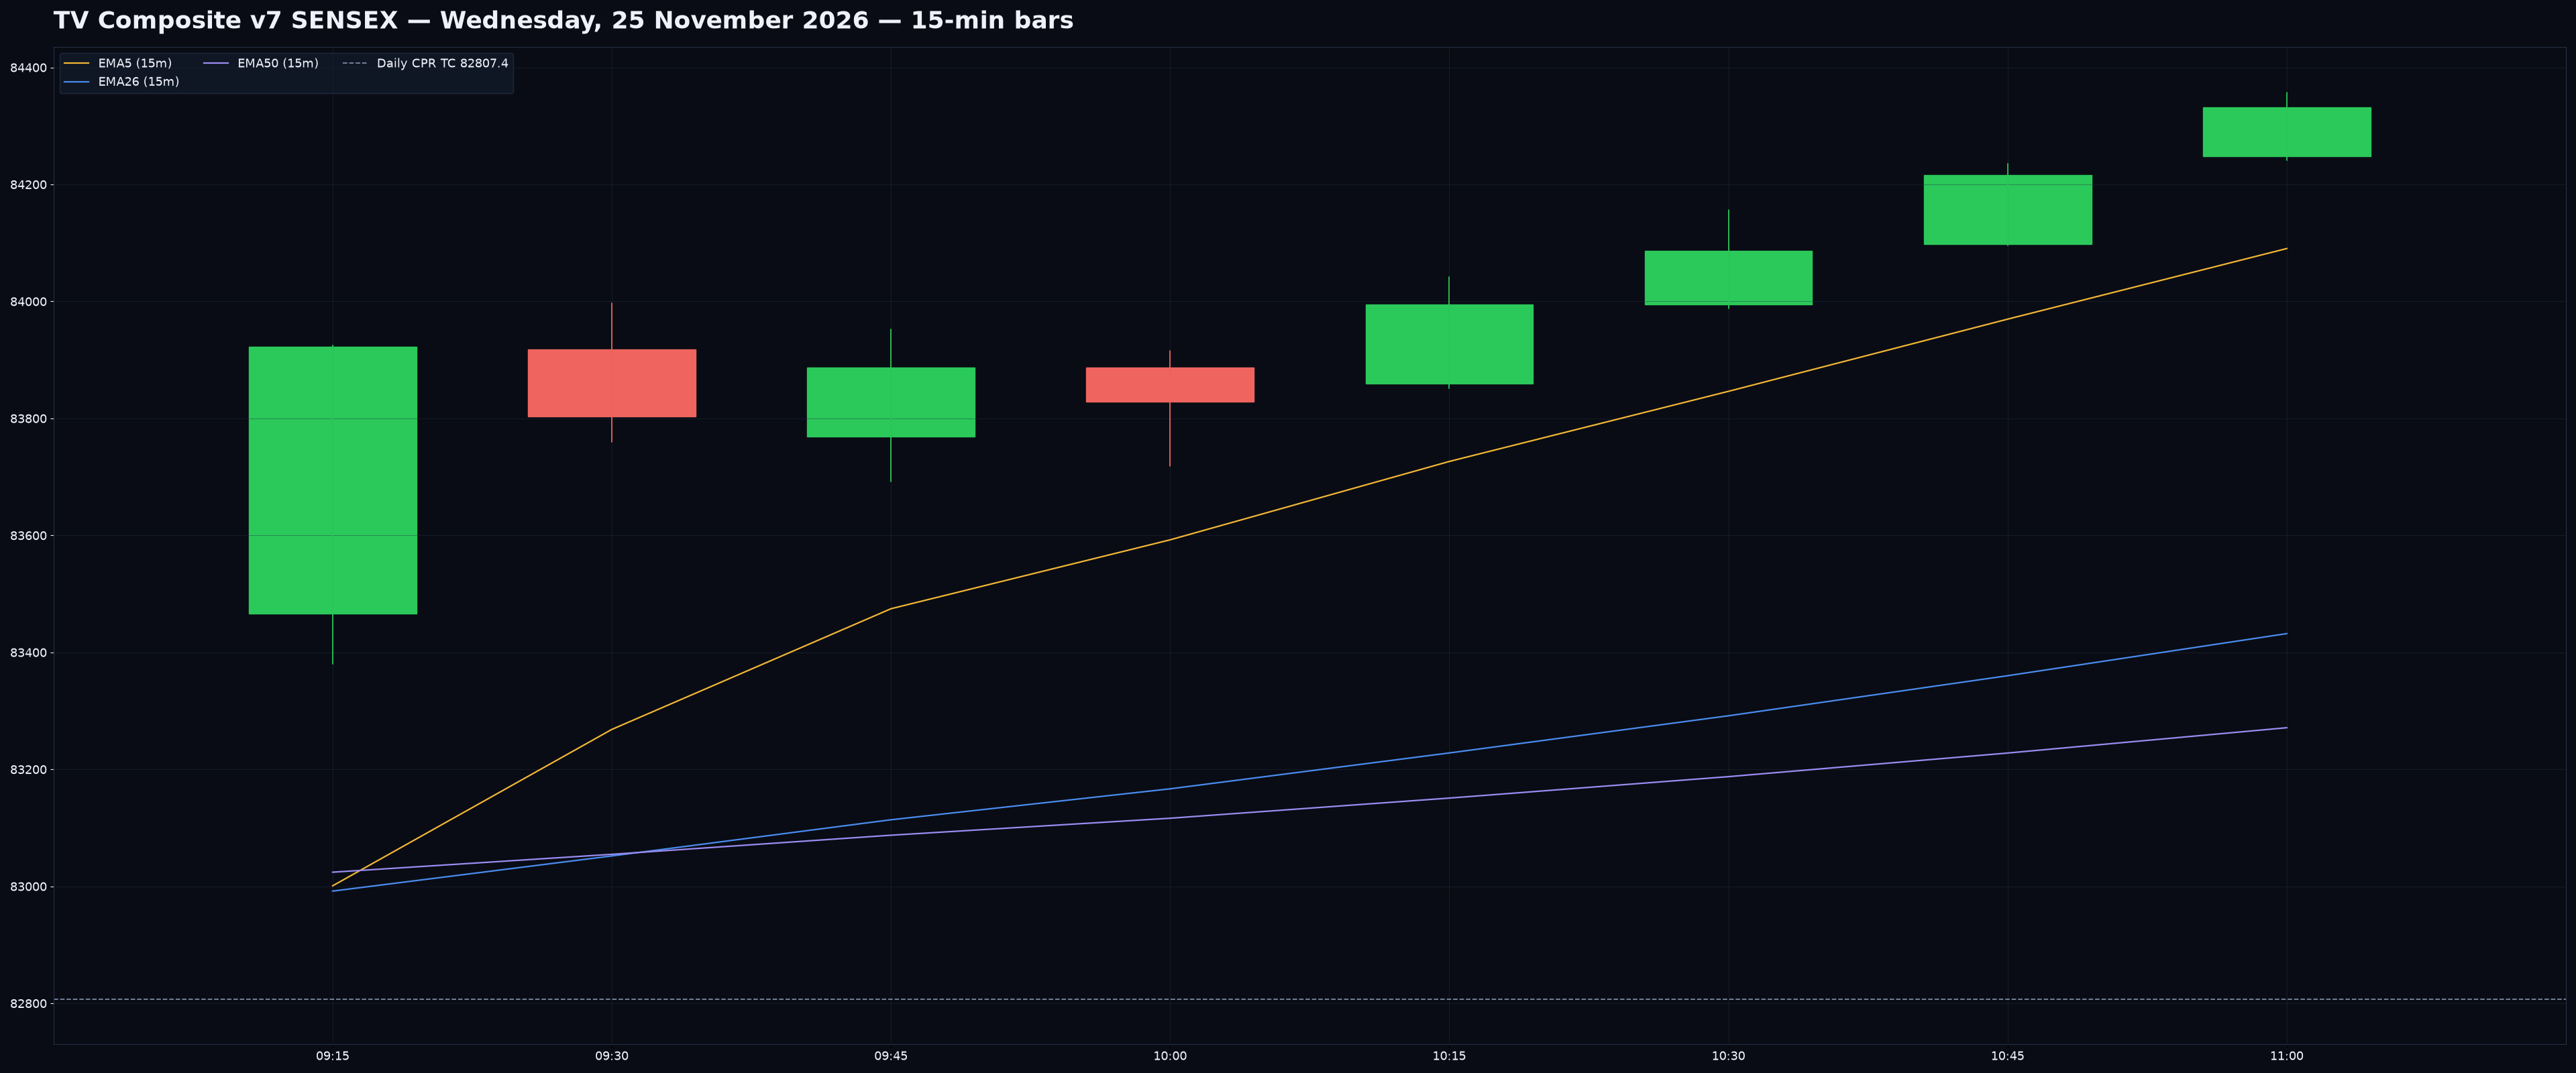 TV Composite v7 SENSEX — Wednesday, 25 November 2026 — 15-min bars
EMA5 (15m) EMA50 (15m) Daily CPR TC 82807.4
EMA26 (15m)
84400
84200
84000
83800
83600
83400
83200
83000
82800
09:15 09:30 09:45 10:00 10:15 10:30 10:45 11:00